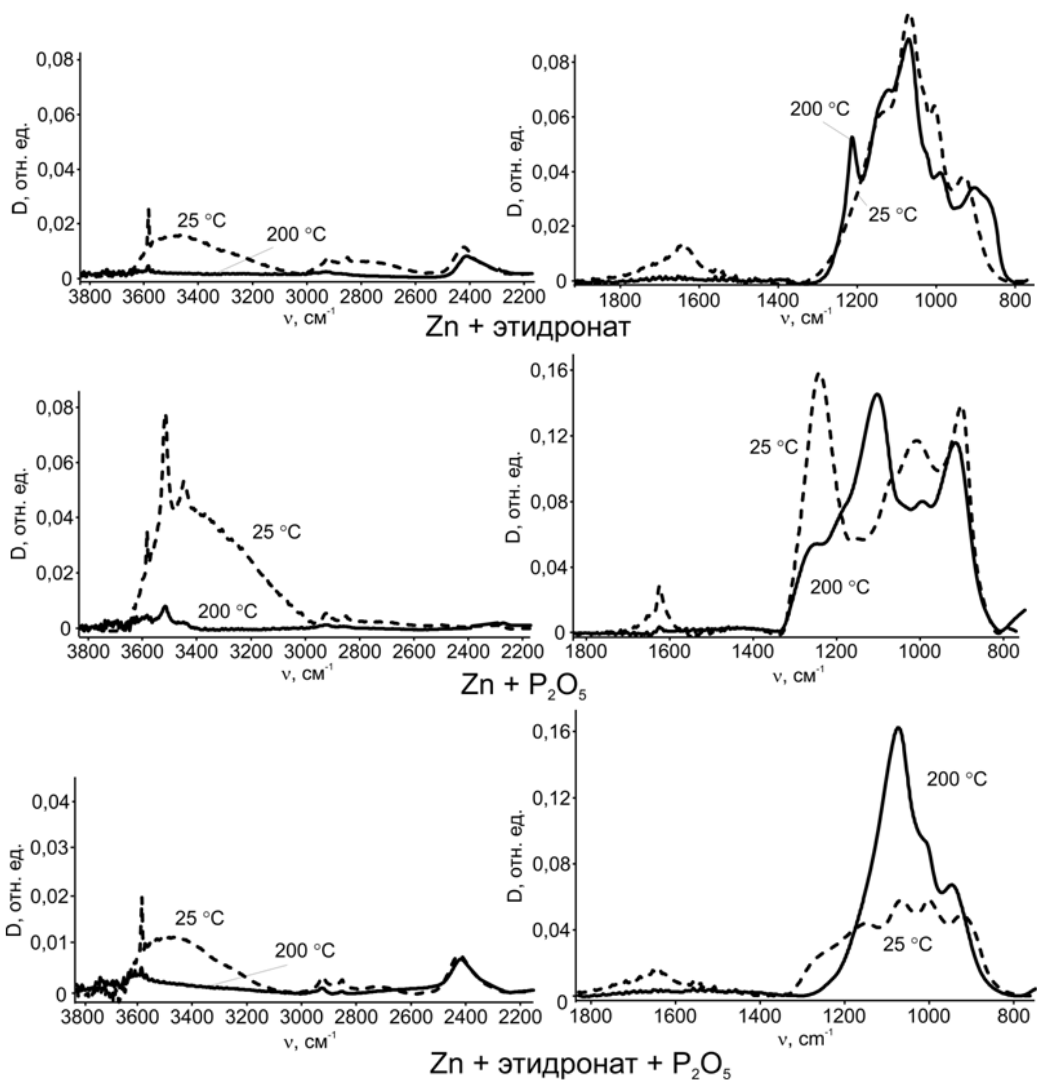 D, отн. ед.
0,08
0,06
0,04
0,02
0
25 °C
200 °C
3800 3600 3400 3200 3000 2800 2600 2400 2200
ν, см⁻¹
D, отн. ед.
0,08
0,06
0,04
0,02
0
200 °C
25 °C
1800 1600 1400 1200 1000 800
ν, см⁻¹
Zn + этидронат
D, отн. ед.
0,08
0,06
0,04
0,02
0
25 °C
200 °C
3800 3600 3400 3200 3000 2800 2600 2400 2200
ν, см⁻¹
D, отн. ед.
0,16
0,12
0,08
0,04
0
25 °C
200 °C
1800 1600 1400 1200 1000 800
ν, см⁻¹
Zn + P₂O₅
D, отн. ед.
0,04
0,03
0,02
0,01
0
25 °C
200 °C
3800 3600 3400 3200 3000 2800 2600 2400 2200
ν, см⁻¹
D, отн. ед.
0,16
0,12
0,08
0,04
0
200 °C
25 °C
1800 1600 1400 1200 1000 800
ν, cm⁻¹
Zn + этидронат + P₂O₅